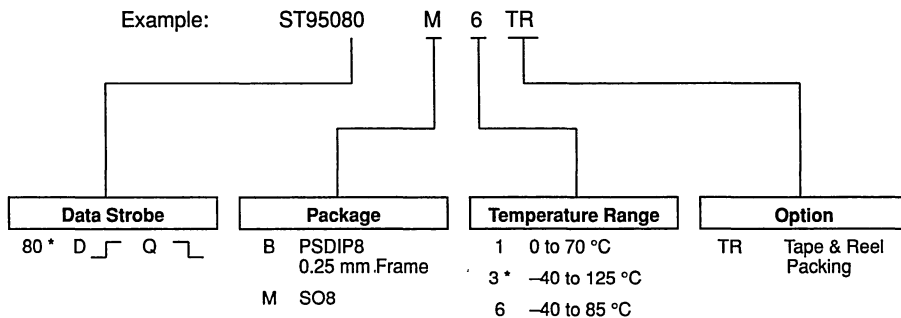 Example: ST95080 M 6 TR
Data Strobe
80 * D Q
Package
B PSDIP8
0.25 mm Frame
M SO8
Temperature Range
1 0 to 70 °C
3 * –40 to 125 °C
6 –40 to 85 °C
Option
TR Tape & Reel
Packing